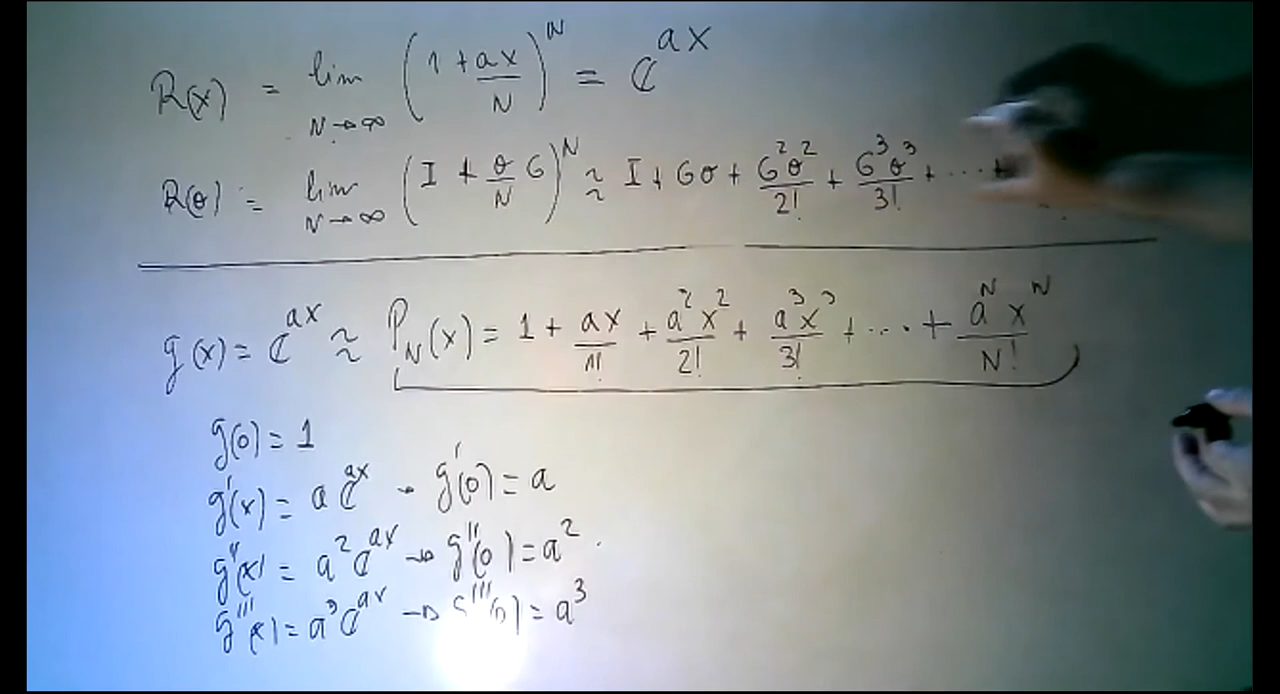 R(x) = lim N→∞ (1 + ax/N)^N = e^ax
R(θ) = lim N→∞ (I + θ/N G)^N ≈ I + Gθ + G²θ²/2! + G³θ³/3! + ... +
g(x) = e^ax ≈ P_N(x) = 1 + ax/1! + a²x²/2! + a³x³/3! + ... + a^N x^N/N!
g(0) = 1
g'(x) = a e^ax → g'(0) = a
g''(x) = a² e^ax → g''(0) = a²
g'''(x) = a³ e^ax → g'''(0) = a³